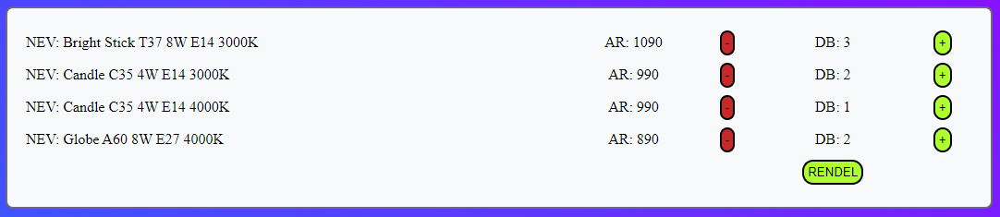 NEV: Bright Stick T37 8W E14 3000K AR: 1090 - DB: 3 +
NEV: Candle C35 4W E14 3000K AR: 990 - DB: 2 +
NEV: Candle C35 4W E14 4000K AR: 990 - DB: 1 +
NEV: Globe A60 8W E27 4000K AR: 890 - DB: 2 +
RENDEL